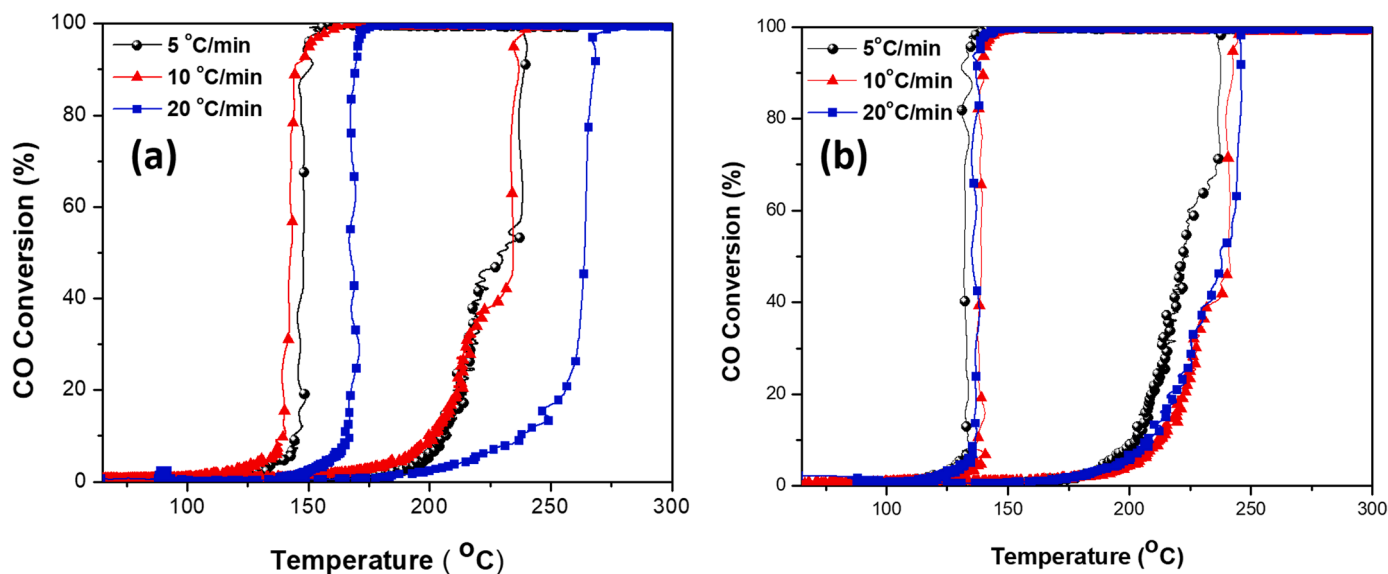 100
80
60
40
20
0
CO Conversion (%)
5 °C/min
10 °C/min
20 °C/min
(a)
100
150
200
250
300
Temperature ( °C)
100
80
60
40
20
0
CO Conversion (%)
5°C/min
10°C/min
20°C/min
(b)
100
150
200
250
300
Temperature (°C)